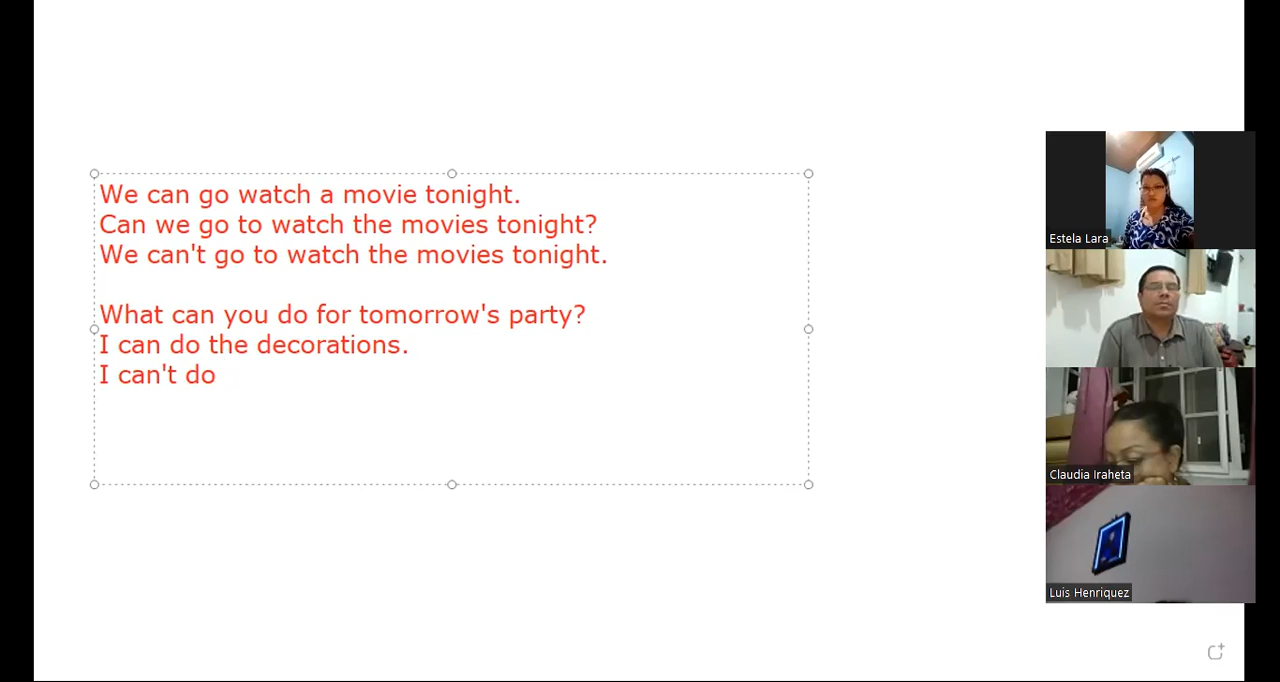 We can go watch a movie tonight.
Can we go to watch the movies tonight?
We can't go to watch the movies tonight.
What can you do for tomorrow's party?
I can do the decorations.
I can't do
Estela Lara
Claudia Iraheta
Luis Henriquez